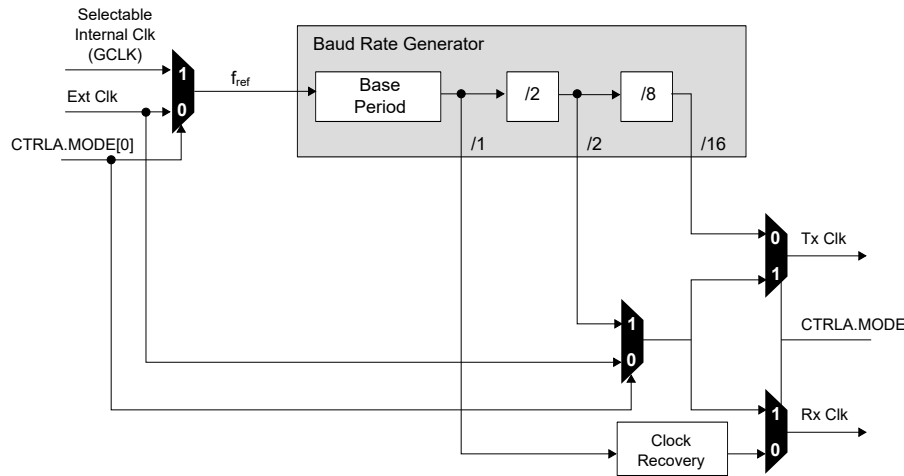 Selectable
Internal Clk
(GCLK)
Ext Clk
CTRLA.MODE[0]
1
0
fref
Baud Rate Generator
Base
Period
/2
/8
/1
/2
/16
0
1
Tx Clk
1
0
CTRLA.MODE
1
0
Rx Clk
Clock
Recovery